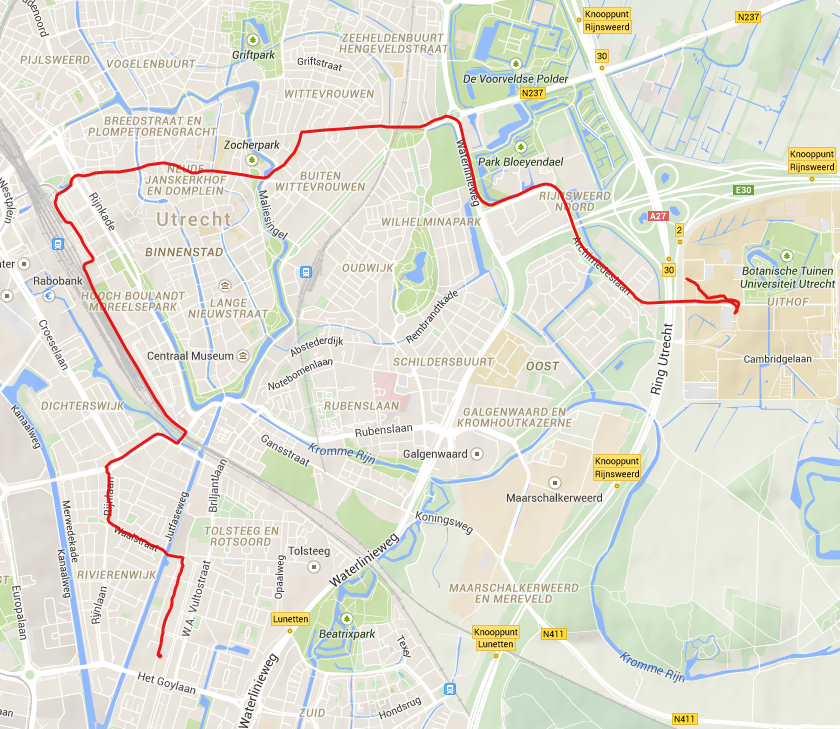 Knooppunt
Rijnsweerd
N237
ZEEHELDENBUURT
HENGEVELDSTRAAT
Griftpark
Griftstraat
PIJLSWEERD
VOGELENBUURT
30
De Voorveldse Polder
N237
WITTEVROUWEN
BREEDSTRAAT EN
PLOMPETORENGRACHT
Zocherpark
Waterlinieweg
Park Bloeyendael
Knooppunt
Rijnsweerd
NEUDE
JANSKERKHOF
EN DOMPLEIN
BUITEN
WITTEVROUWEN
Westplein
Rijnkade
Maliesingel
RIJNSWEERD
NOORD
E30
A27
Utrecht
WILHELMINAPARK
2
BINNENSTAD
Archimedeslaan
30
Rabobank
OUDWIJK
Botanische Tuinen
Universiteit Utrecht
HOOCH BOULANDT
MOREELSEPARK
LANGE
NIEUWSTRAAT
UITHOF
Rembrandtkade
Croeselaan
Abstederdijk
Centraal Museum
SCHILDERSBUURT
OOST
Ring Utrecht
Cambridgelaan
Notebomenlaan
DICHTERSWIJK
RUBENSLAAN
GALGENWAARD EN
KROMHOUTKAZERNE
Kanaalweg
Rubenslaan
Gansstraat
Kromme Rijn
Galgenwaard
Knooppunt
Rijnsweerd
Rijnlaan
Briljantlaan
Maarschalkerweerd
Merwedekade
Jutfaseweg
Koningsweg
Waalstraat
TOLSTEEG EN
ROTSOORD
Tolsteeg
Waterlinieweg
Kanaalweg
RIVIERENWIJK
W.A. Vultostraat
Opaalweg
MAARSCHALKERWEERD
EN MEREVELD
Europalaan
Rijnlaan
Lunetten
Beatrixpark
Knooppunt
Lunetten
N411
Texel
Kromme Rijn
Het Goylaan
Waterlinieweg
ZUID
Hondsrug
N411